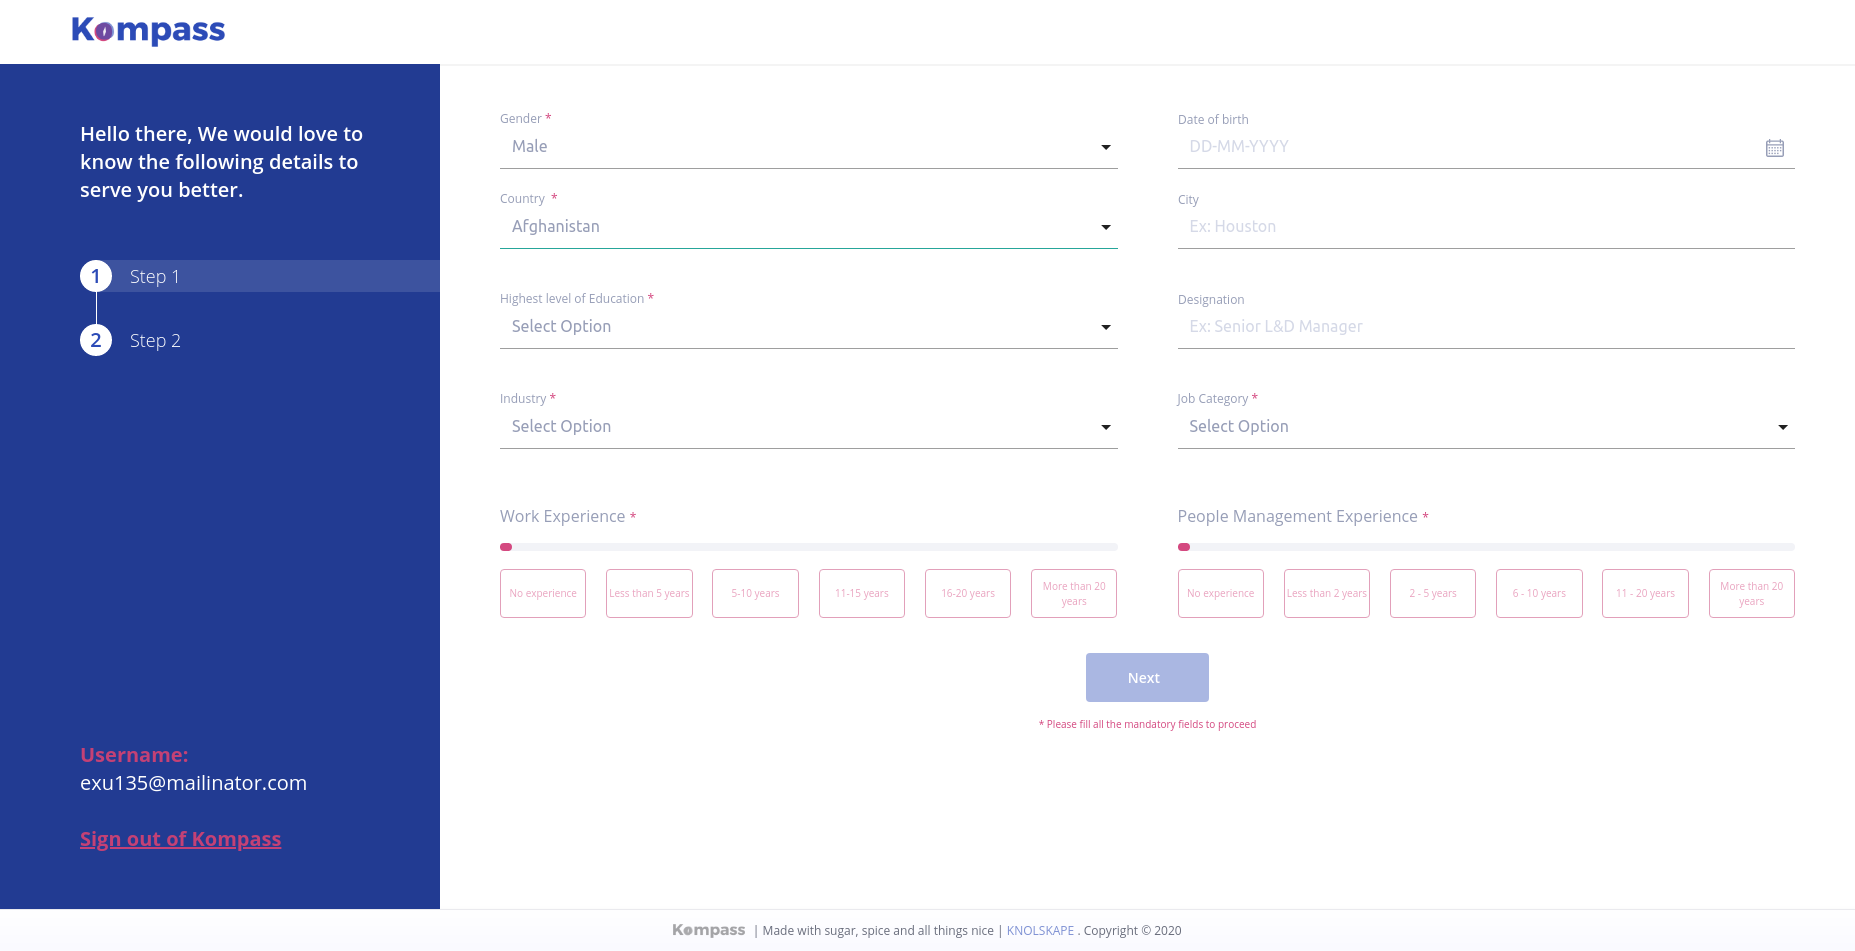 Kompass
Hello there, We would love to
know the following details to
serve you better.
1 Step 1
2 Step 2
Username:
exu135@mailinator.com
Sign out of Kompass
Gender *
Male
Date of birth
DD-MM-YYYY
Country *
Afghanistan
City
Ex: Houston
Highest level of Education *
Select Option
Designation
Ex: Senior L&D Manager
Industry *
Select Option
Job Category *
Select Option
Work Experience *
No experience
Less than 5 years
5-10 years
11-15 years
16-20 years
More than 20
years
People Management Experience *
No experience
Less than 2 years
2 - 5 years
6 - 10 years
11 - 20 years
More than 20
years
Next
* Please fill all the mandatory fields to proceed
Kompass | Made with sugar, spice and all things nice | KNOLSKAPE . Copyright © 2020